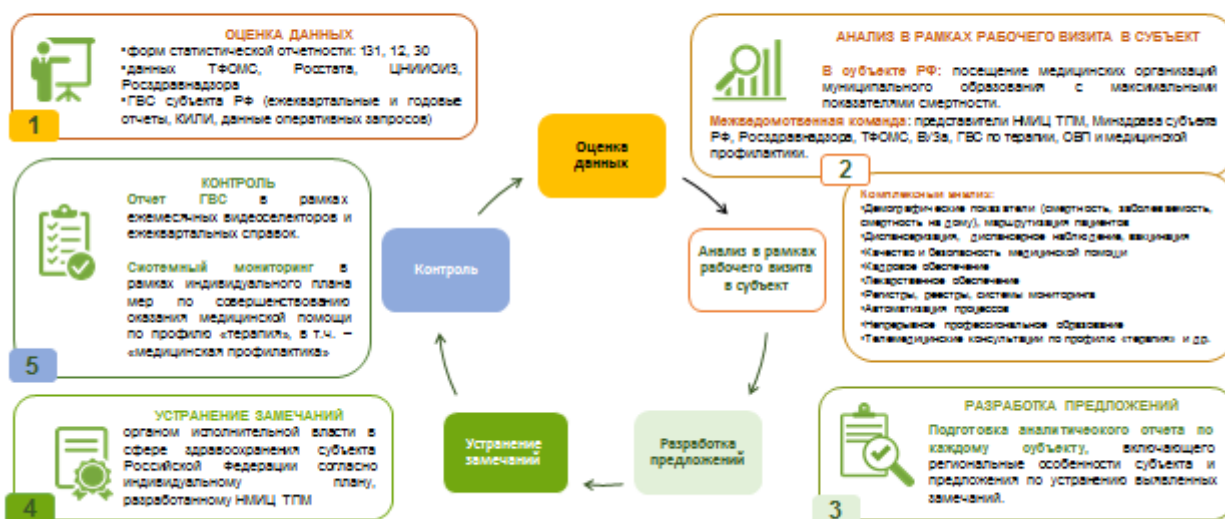 ОЦЕНКА ДАННЫХ
•форм статистической отчетности: 131, 12, 30
•данных ТФОМС, Росстата, ЦНИИОИЗ,
Росздравнадзора
•ГВС субъекта РФ (ежеквартальные и годовые
отчеты, КИЛИ, данные оперативных запросов)
1
АНАЛИЗ В РАМКАХ РАБОЧЕГО ВИЗИТА В СУБЪЕКТ
В субъекте РФ: посещение медицинских организаций
муниципального образования с максимальными
показателями смертности.
Межведомственная команда: представители НМИЦ ТПМ, Минздрава субъекта
РФ, Росздравнадзора, ТФОМС, ВУЗа, ГВС по терапии, ОВП и медицинской
профилактики.
2
Комплексный анализ:
•Демографические показатели (смертность, заболеваемость,
смертность на дому), маршрутизация пациентов
•Диспансеризация, диспансерное наблюдение, вакцинация
•Качество и безопасность медицинской помощи
•Кадровое обеспечение
•Лекарственное обеспечение
•Регистры, реестры, системы мониторинга
•Автоматизация процессов
•Непрерывное профессиональное образование
•Телемедицинские консультации по профилю «терапия» и др.
Оценка
данных
Анализ в рамках
рабочего визита
в субъект
Разработка
предложений
Устранение
замечаний
Контроль
РАЗРАБОТКА ПРЕДЛОЖЕНИЙ
Подготовка аналитического отчета по
каждому субъекту, включающего
региональные особенности субъекта и
предложения по устранению выявленных
замечаний.
3
УСТРАНЕНИЕ ЗАМЕЧАНИЙ
органом исполнительной власти в
сфере здравоохранения субъекта
Российской Федерации согласно
индивидуальному плану,
разработанному НМИЦ ТПМ
4
КОНТРОЛЬ
Отчет ГВС в рамках
ежемесячных видеоселекторов и
ежеквартальных справок.
Системный мониторинг в
рамках индивидуального плана
мер по совершенствованию
оказания медицинской помощи
по профилю «терапия», в т.ч. –
«медицинская профилактика»
5